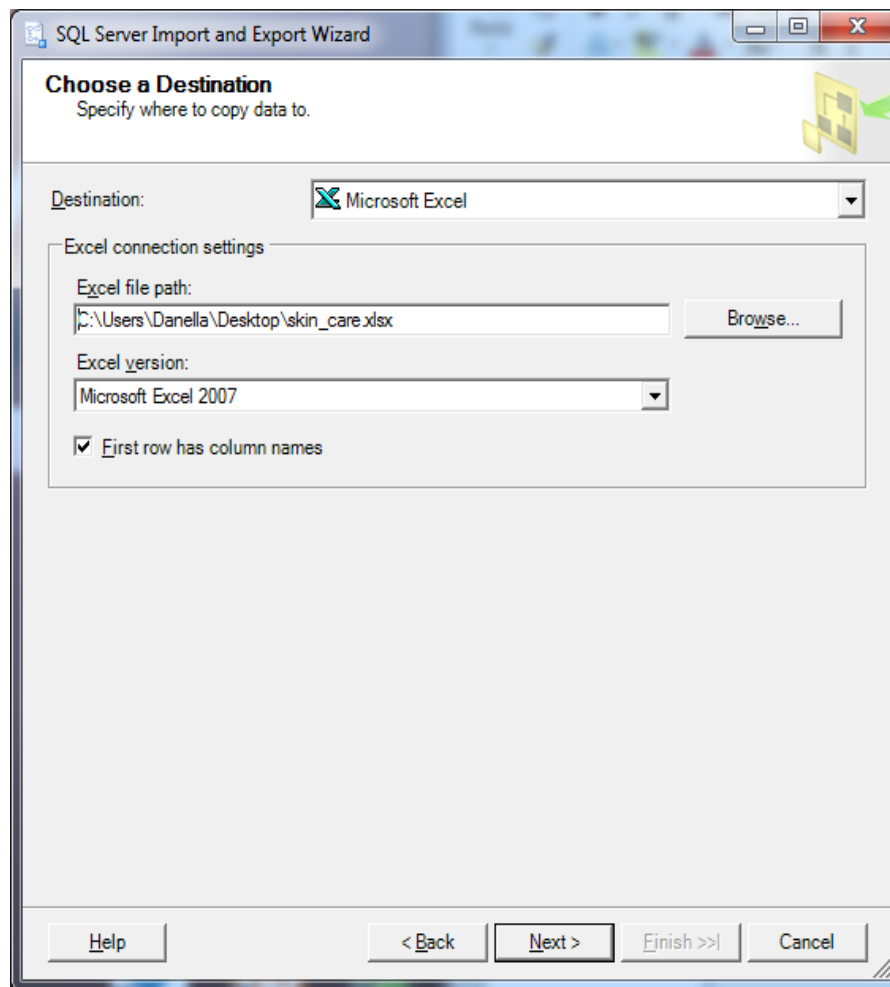 SQL Server Import and Export Wizard
Choose a Destination
Specify where to copy data to.
Destination: Microsoft Excel
Excel connection settings
Excel file path:
C:\Users\Danella\Desktop\skin_care.xlsx Browse...
Excel version:
Microsoft Excel 2007
First row has column names
Help < Back Next > Finish >>| Cancel